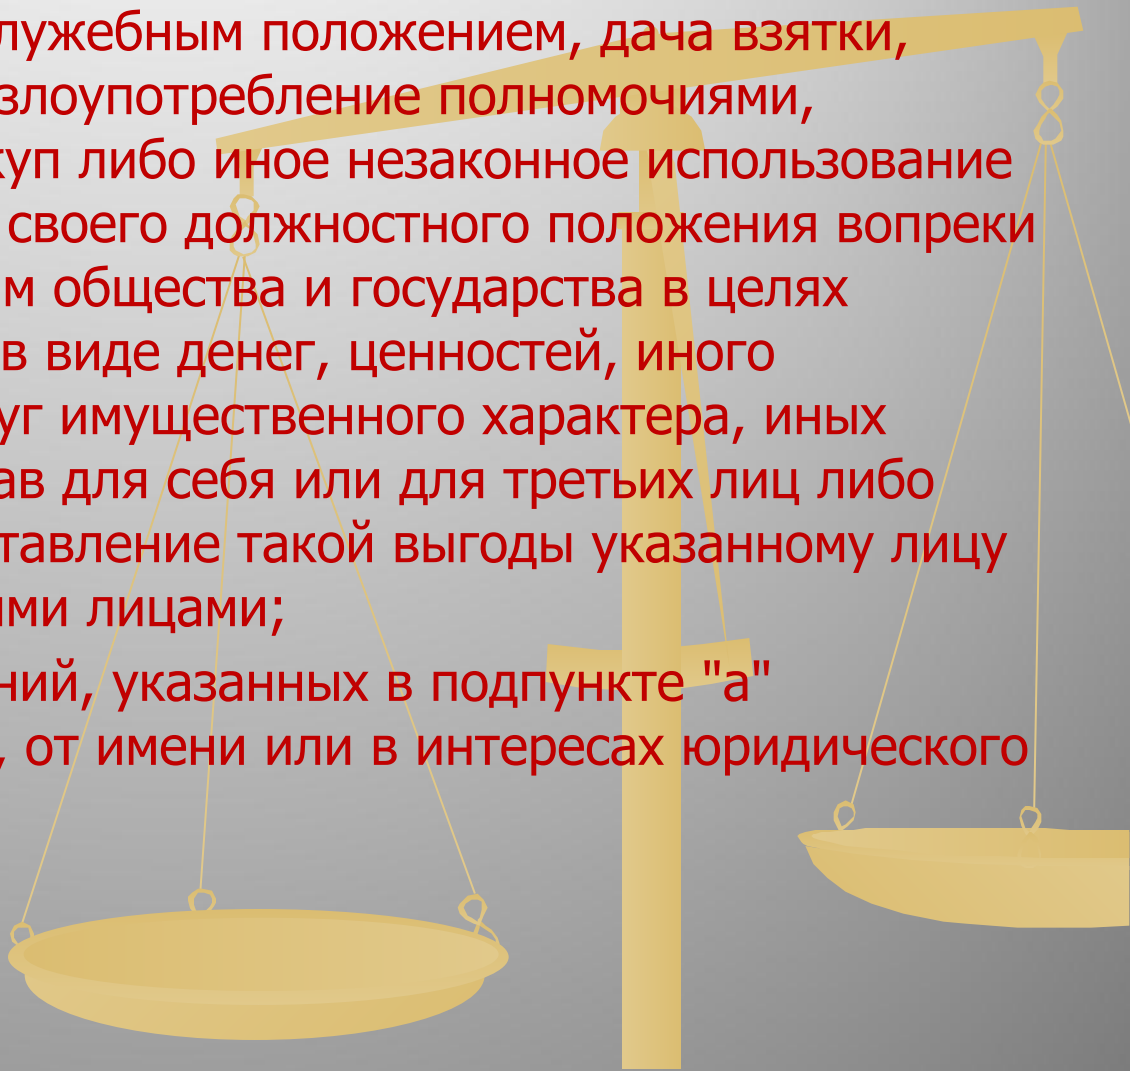 лужебным положением, дача взятки,
злоупотребление полномочиями,
куп либо иное незаконное использование
своего должностного положения вопреки
м общества и государства в целях
в виде денег, ценностей, иного
уг имущественного характера, иных
ав для себя или для третьих лиц либо
тавление такой выгоды указанному лицу
ими лицами;
ний, указанных в подпункте "а"
, от имени или в интересах юридического